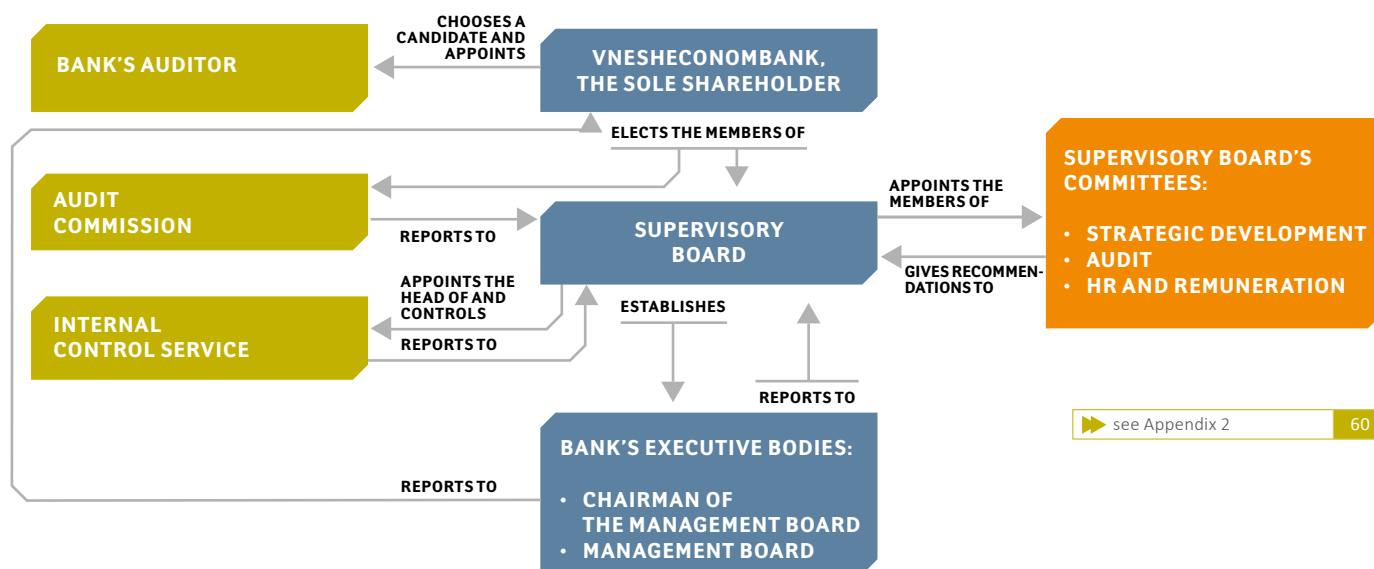 CHOOSES A
CANDIDATE AND
APPOINTS
BANK'S AUDITOR
VNESHECONOMBANK,
THE SOLE SHAREHOLDER
ELECTS THE MEMBERS OF
SUPERVISORY BOARD'S
COMMITTEES:
• STRATEGIC DEVELOPMENT
• AUDIT
• HR AND REMUNERATION
AUDIT
COMMISSION
REPORTS TO
SUPERVISORY
BOARD
APPOINTS THE
MEMBERS OF
GIVES RECOMMEN-
DATIONS TO
APPOINTS THE
HEAD OF AND
CONTROLS
INTERNAL
CONTROL SERVICE
REPORTS TO
ESTABLISHES
REPORTS TO
see Appendix 2 60
BANK'S EXECUTIVE BODIES:
• CHAIRMAN OF
THE MANAGEMENT BOARD
• MANAGEMENT BOARD
REPORTS TO